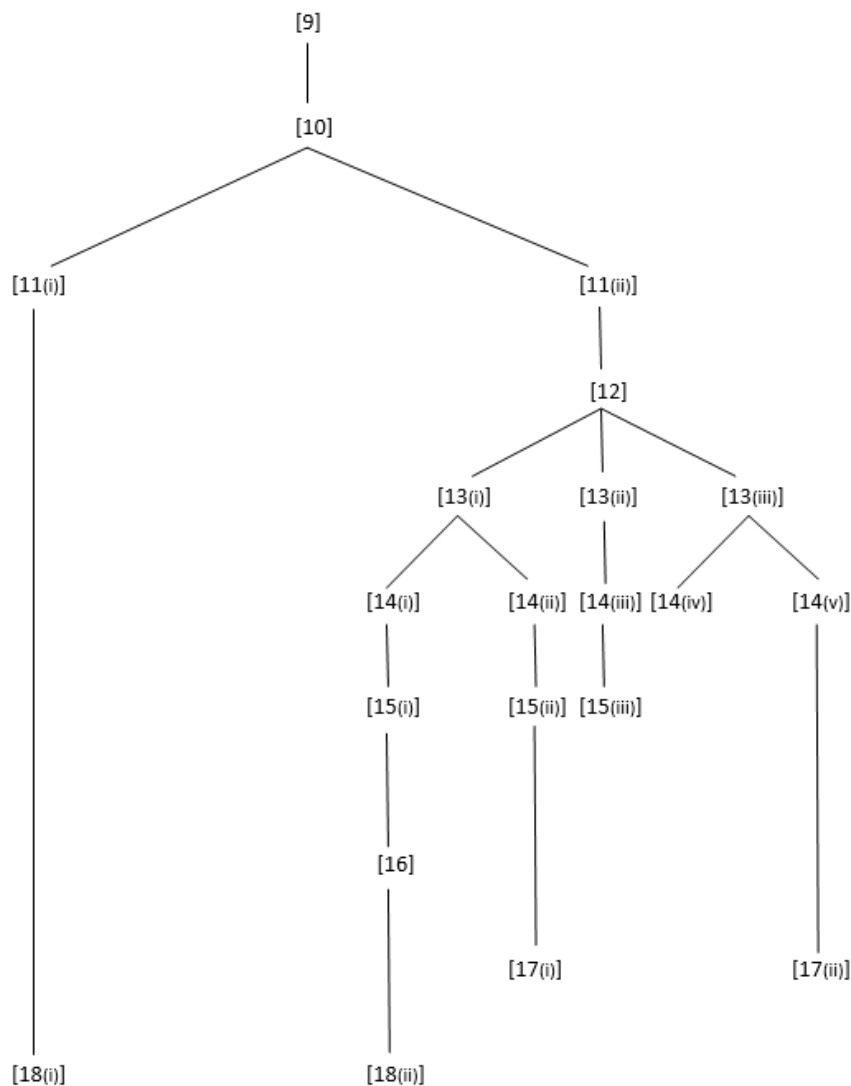 [9]
[10]
[11(i)] [11(ii)]
[12]
[13(i)] [13(ii)] [13(iii)]
[14(i)] [14(ii)] [14(iii)] [14(iv)] [14(v)]
[15(i)] [15(ii)] [15(iii)]
[16]
[17(i)] [17(ii)]
[18(i)] [18(ii)]